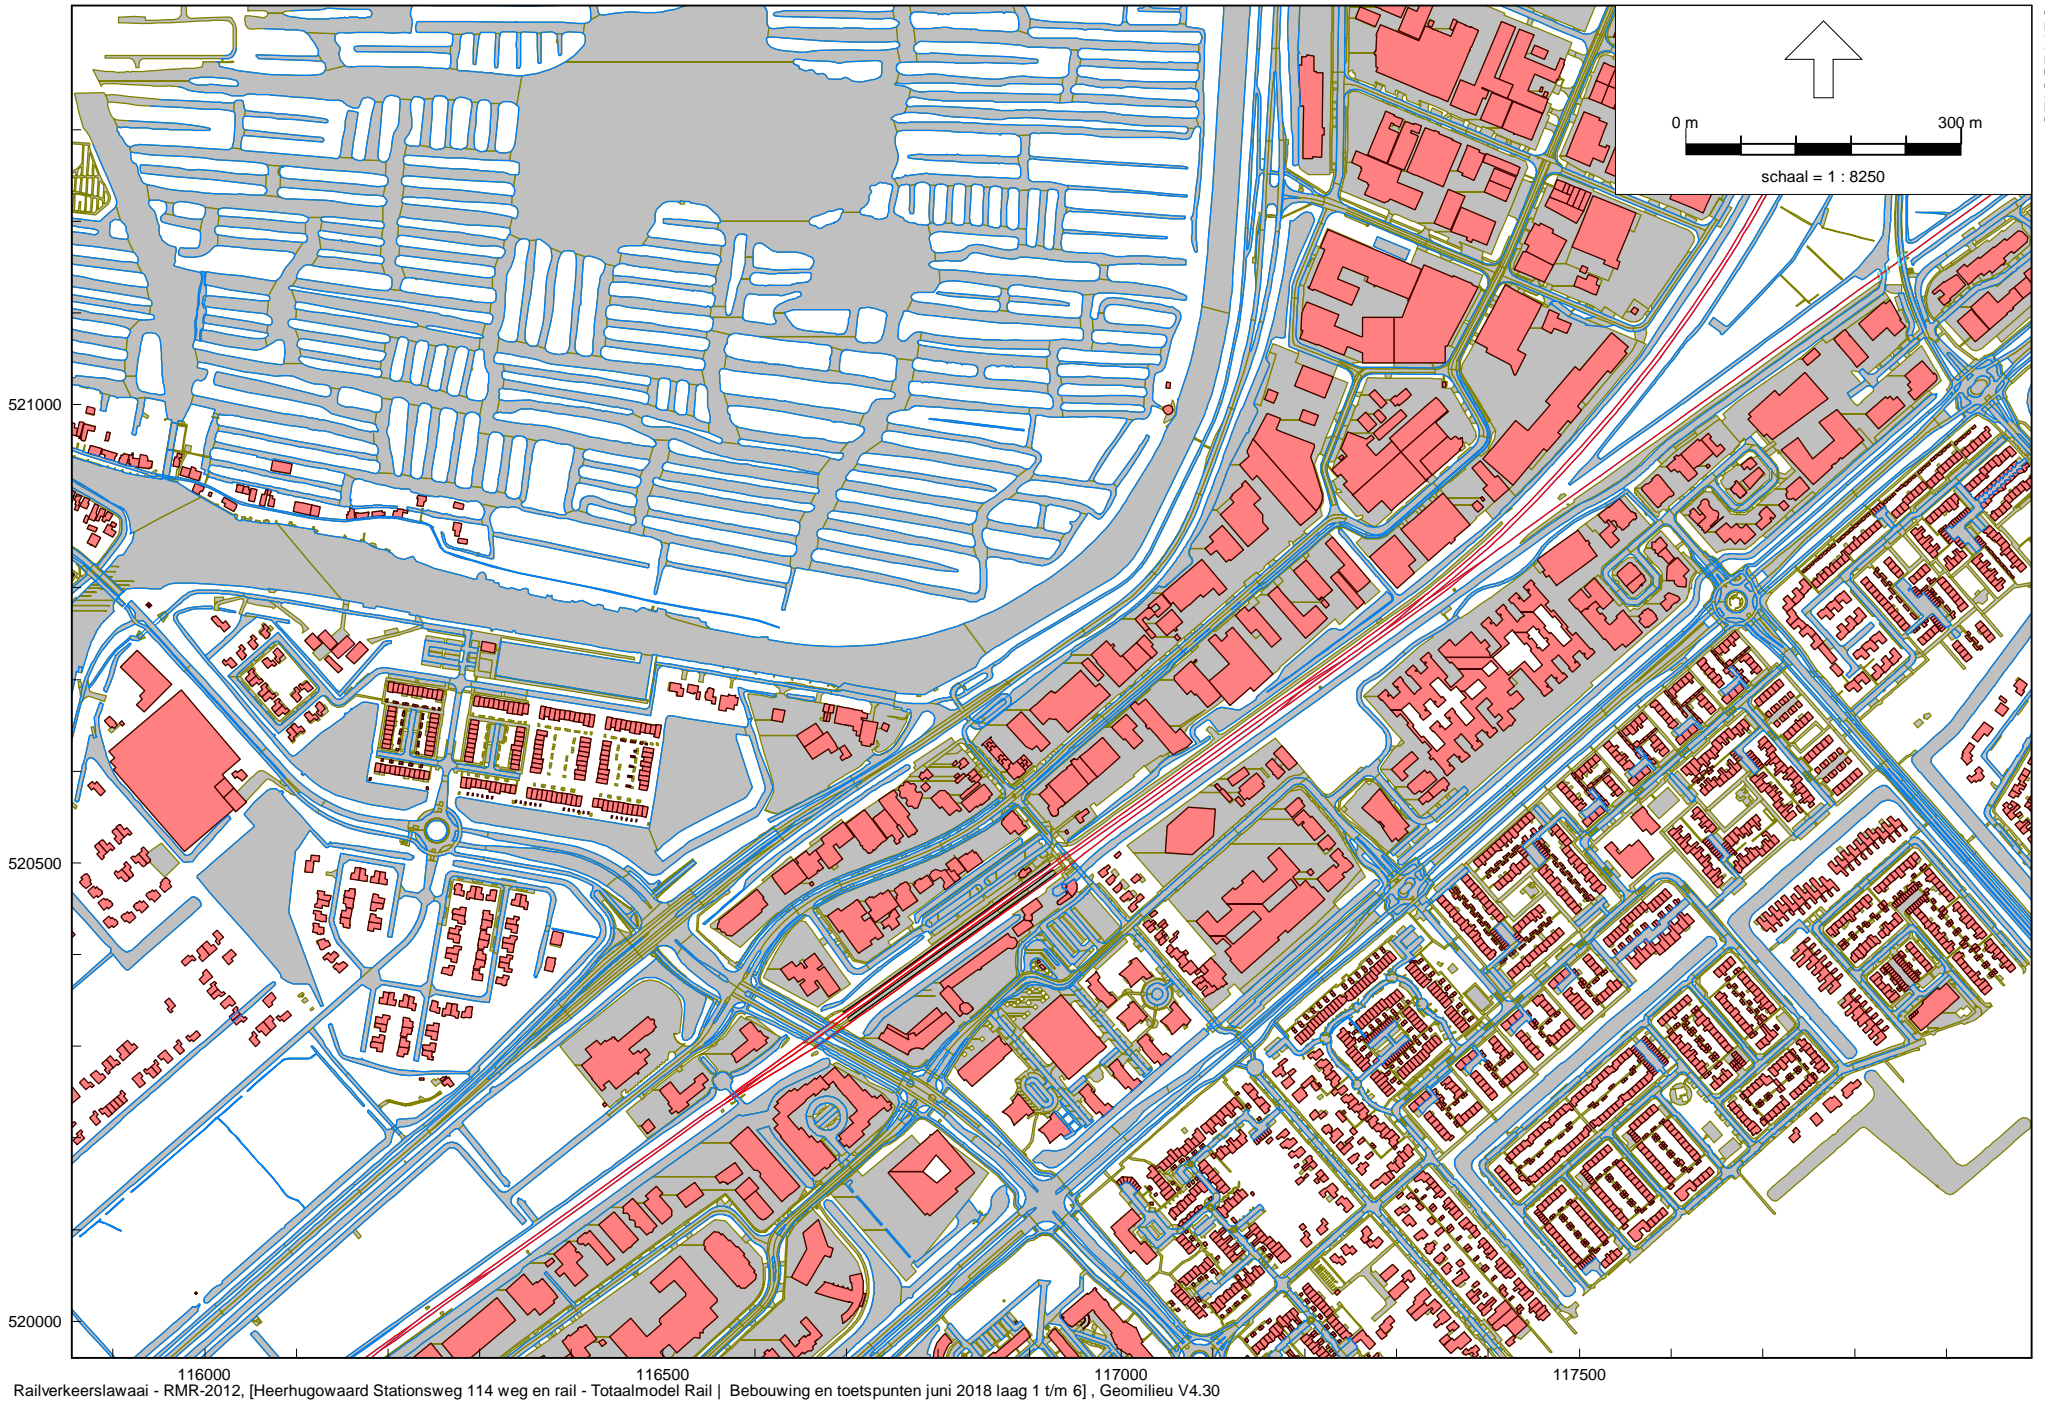 0 m 300 m
schaal = 1 : 8250
521000
520500
520000
116000 116500 117000 117500
Railverkeerslawaai - RMR-2012, [Heerhugowaard Stationsweg 114 weg en rail - Totaalmodel Rail | Bebouwing en toetspunten juni 2018 laag 1 t/m 6] , Geomilieu V4.30